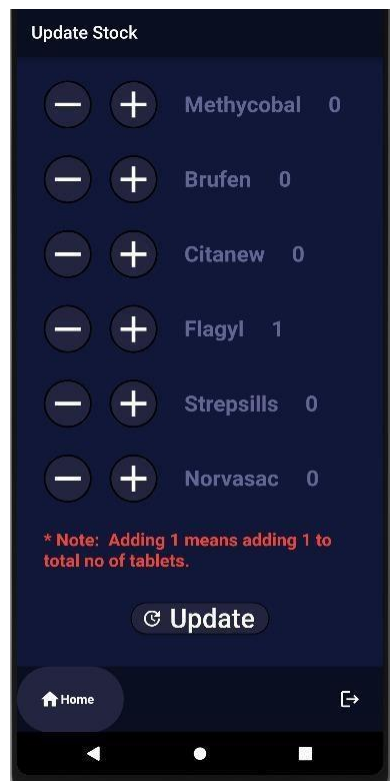 Update Stock
Methycobal 0
Brufen 0
Citanew 0
Flagyl 1
Strepsills 0
Norvasac 0
* Note: Adding 1 means adding 1 to
total no of tablets.
Update
Home